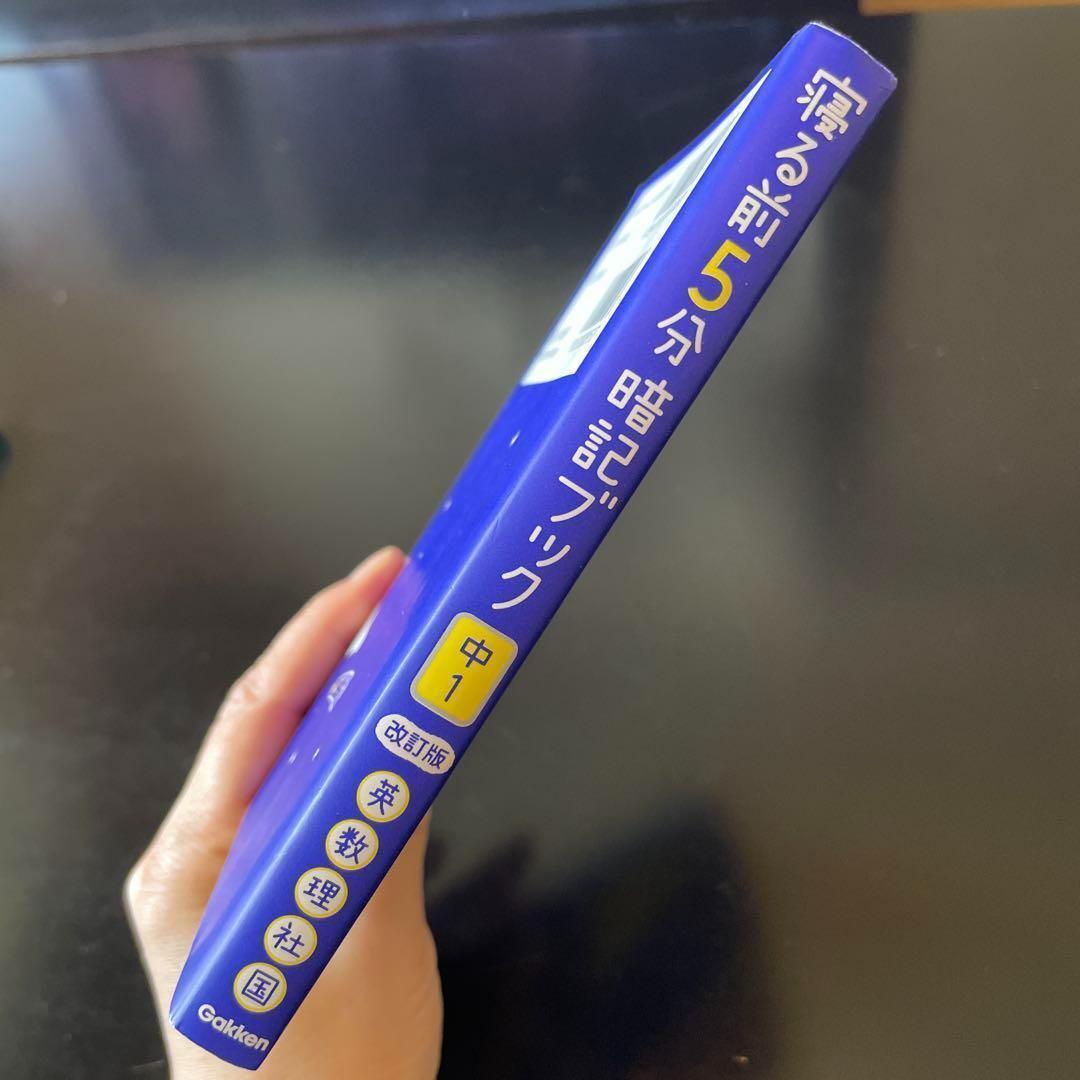 寝る前5分暗記ブック
中1
改訂版
英
数
理
社
国
Gakken